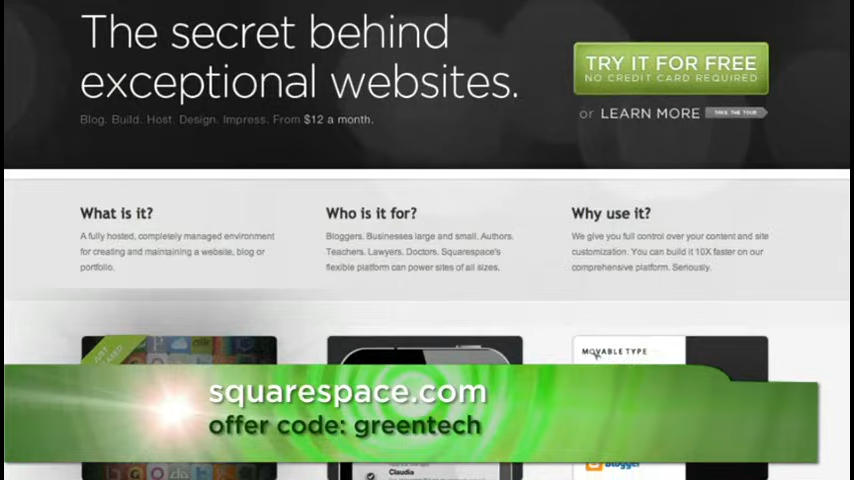 The secret behind
exceptional websites.
Blog. Build. Host. Design. Impress. From $12 a month.
TRY IT FOR FREE
NO CREDIT CARD REQUIRED
or LEARN MORE TAKE THE TOUR
What is it?
A fully hosted, completely managed environment
for creating and maintaining a website, blog or
portfolio.
Who is it for?
Bloggers. Businesses large and small. Authors.
Teachers. Lawyers. Doctors. Squarespace's
flexible platform can power sites of all sizes.
Why use it?
We give you full control over your content and site
customization. You can build it 10X faster on our
comprehensive platform. Seriously.
MOVABLE TYPE
squarespace.com
offer code: greentech
Blogger
Claudia